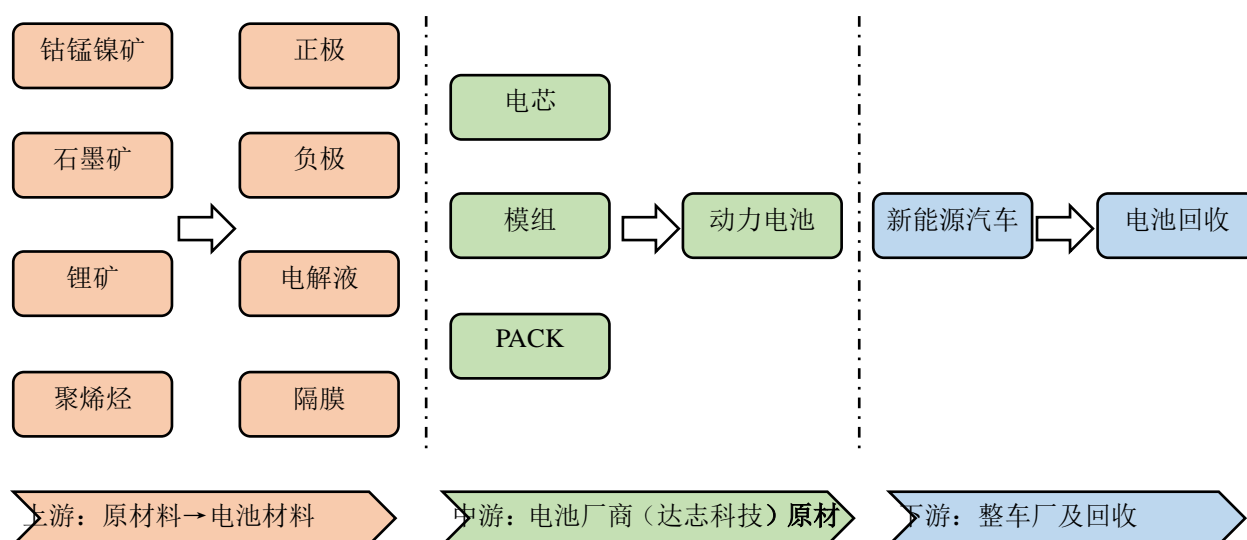 钴锰镍矿
正极
石墨矿
负极
锂矿
电解液
聚烯烃
隔膜
电芯
模组
PACK
动力电池
新能源汽车
电池回收
上游：原材料→电池材料
中游：电池厂商（达志科技）原材
下游：整车厂及回收